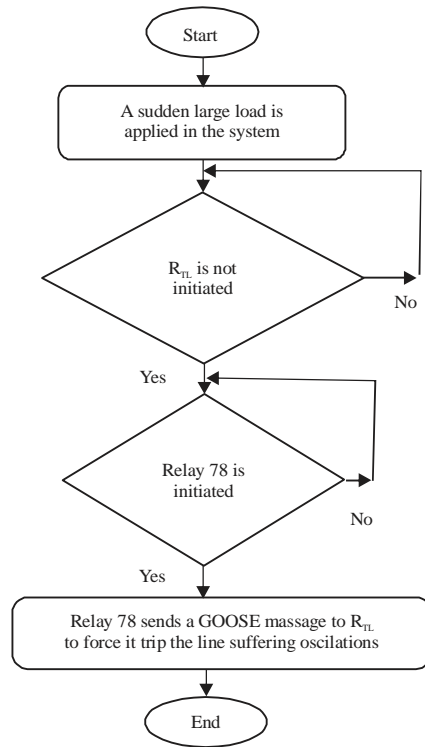 Start
A sudden large load is
applied in the system
R_TL is not
initiated
No
Yes
Relay 78 is
initiated
No
Yes
Relay 78 sends a GOOSE massage to R_TL
to force it trip the line suffering oscilations
End